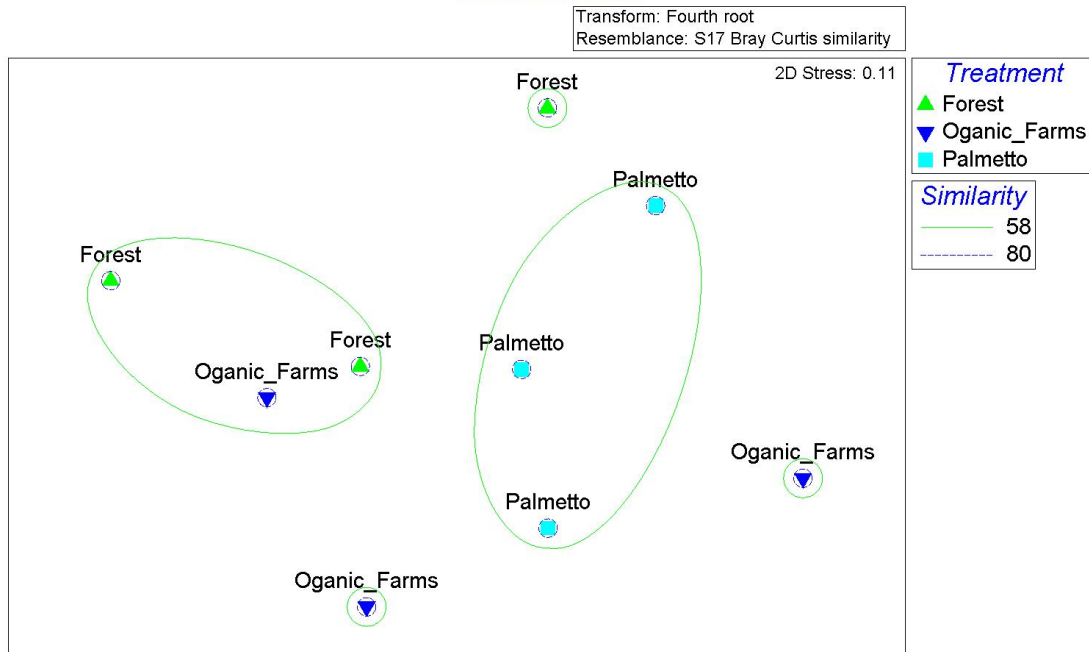 Transform: Fourth root
Resemblance: S17 Bray Curtis similarity
2D Stress: 0.11
Forest
Palmetto
Forest
Forest
Palmetto
Oganic_Farms
Oganic_Farms
Palmetto
Oganic_Farms
Treatment
Forest
Oganic_Farms
Palmetto
Similarity
58
80